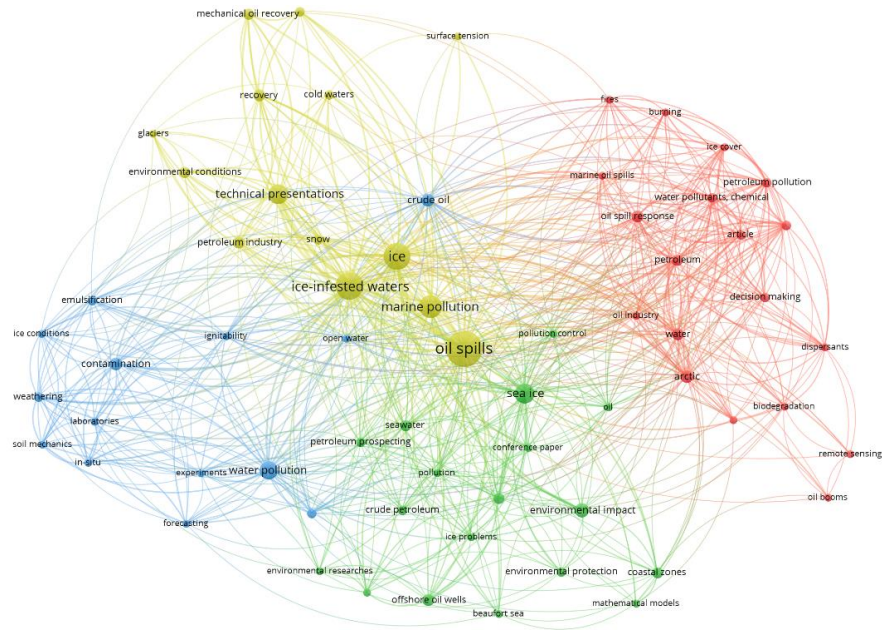 mechanical oil recovery
surface tension
recovery
cold waters
fires
burning
glaciers
ice cover
environmental conditions
marine oil spills
petroleum pollution
technical presentations
crude oil
water pollutants, chemical
oil spill response
article
petroleum industry
snow
ice
petroleum
ice-infested waters
decision making
emulsification
marine pollution
oil industry
ice conditions
ignitability
open water
pollution control
water
oil spills
dispersants
contamination
arctic
weathering
sea ice
oil
biodegradation
laboratories
seawater
soil mechanics
petroleum prospecting
conference paper
remote sensing
in-situ
experiments
water pollution
pollution
oil booms
crude petroleum
environmental impact
forecasting
ice problems
environmental researches
environmental protection
coastal zones
offshore oil wells
beaufort sea
mathematical models